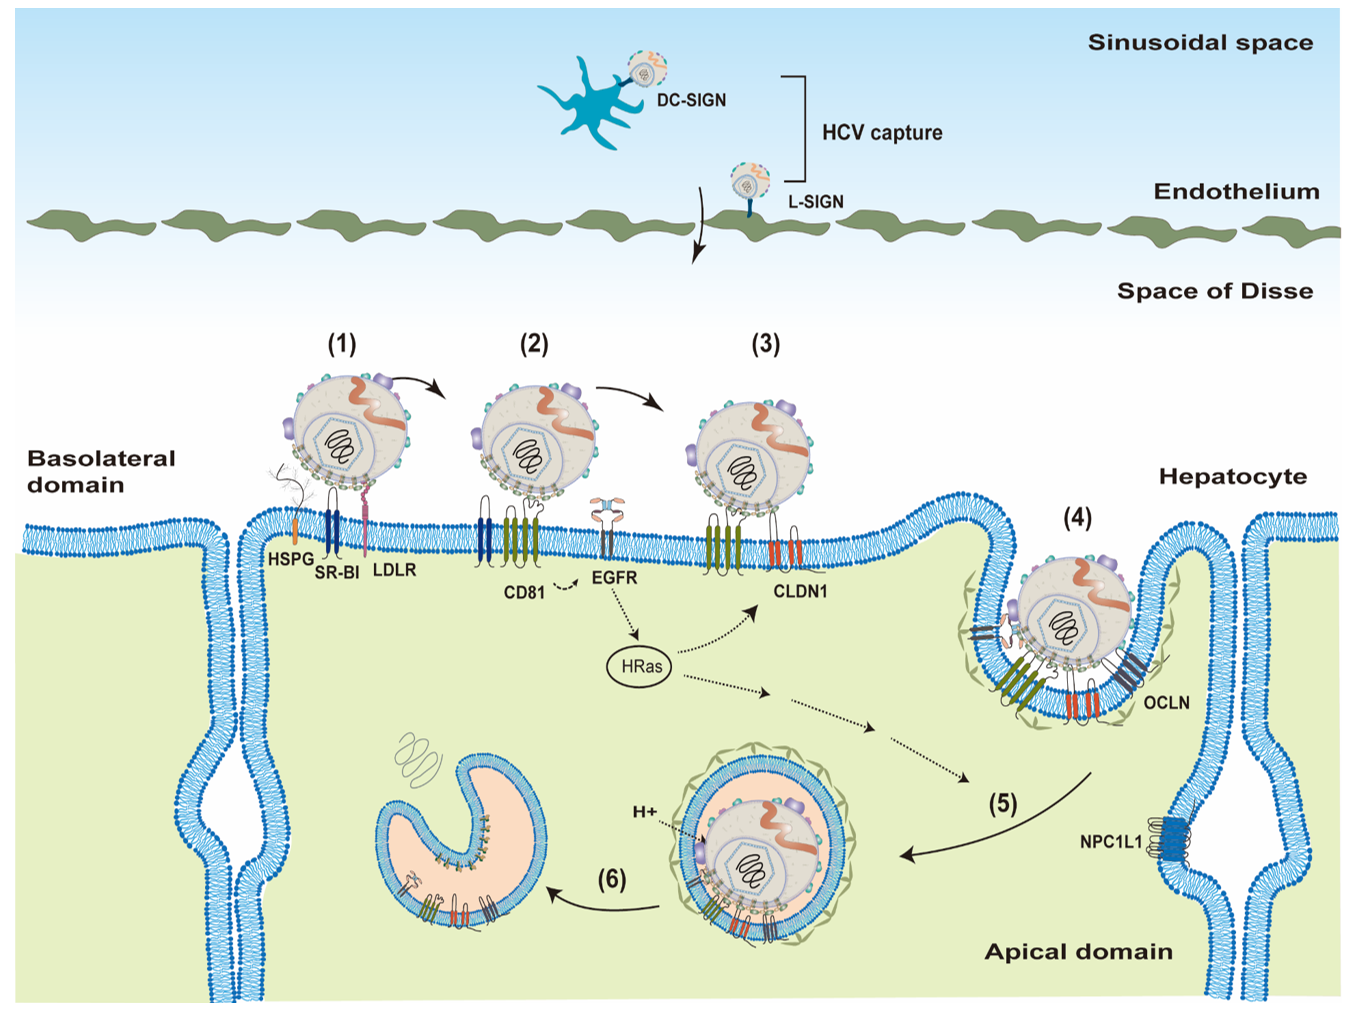 Sinusoidal space
DC-SIGN
HCV capture
Endothelium
L-SIGN
Space of Disse
(1)
(2)
(3)
Basolateral
domain
Hepatocyte
(4)
HSPG
SR-BI
LDLR
CD81
EGFR
CLDN1
HRas
OCLN
(5)
H+
NPC1L1
(6)
Apical domain